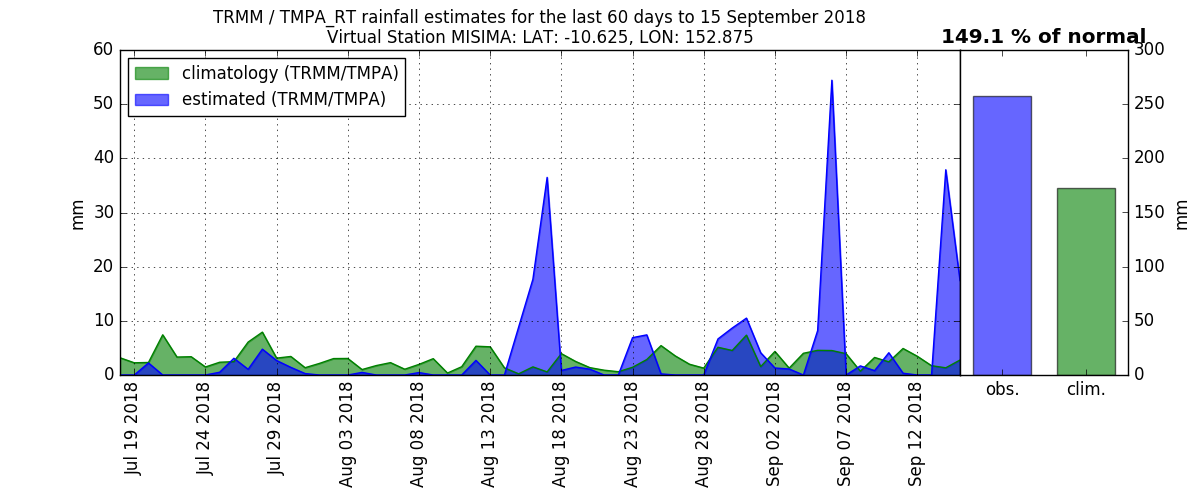 TRMM / TMPA_RT rainfall estimates for the last 60 days to 15 September 2018
Virtual Station MISIMA: LAT: -10.625, LON: 152.875
149.1 % of normal
climatology (TRMM/TMPA)
estimated (TRMM/TMPA)
60
50
40
30
20
10
0
mm
Jul 19 2018
Jul 24 2018
Jul 29 2018
Aug 03 2018
Aug 08 2018
Aug 13 2018
Aug 18 2018
Aug 23 2018
Aug 28 2018
Sep 02 2018
Sep 07 2018
Sep 12 2018
obs.
clim.
300
250
200
150
100
50
0
mm